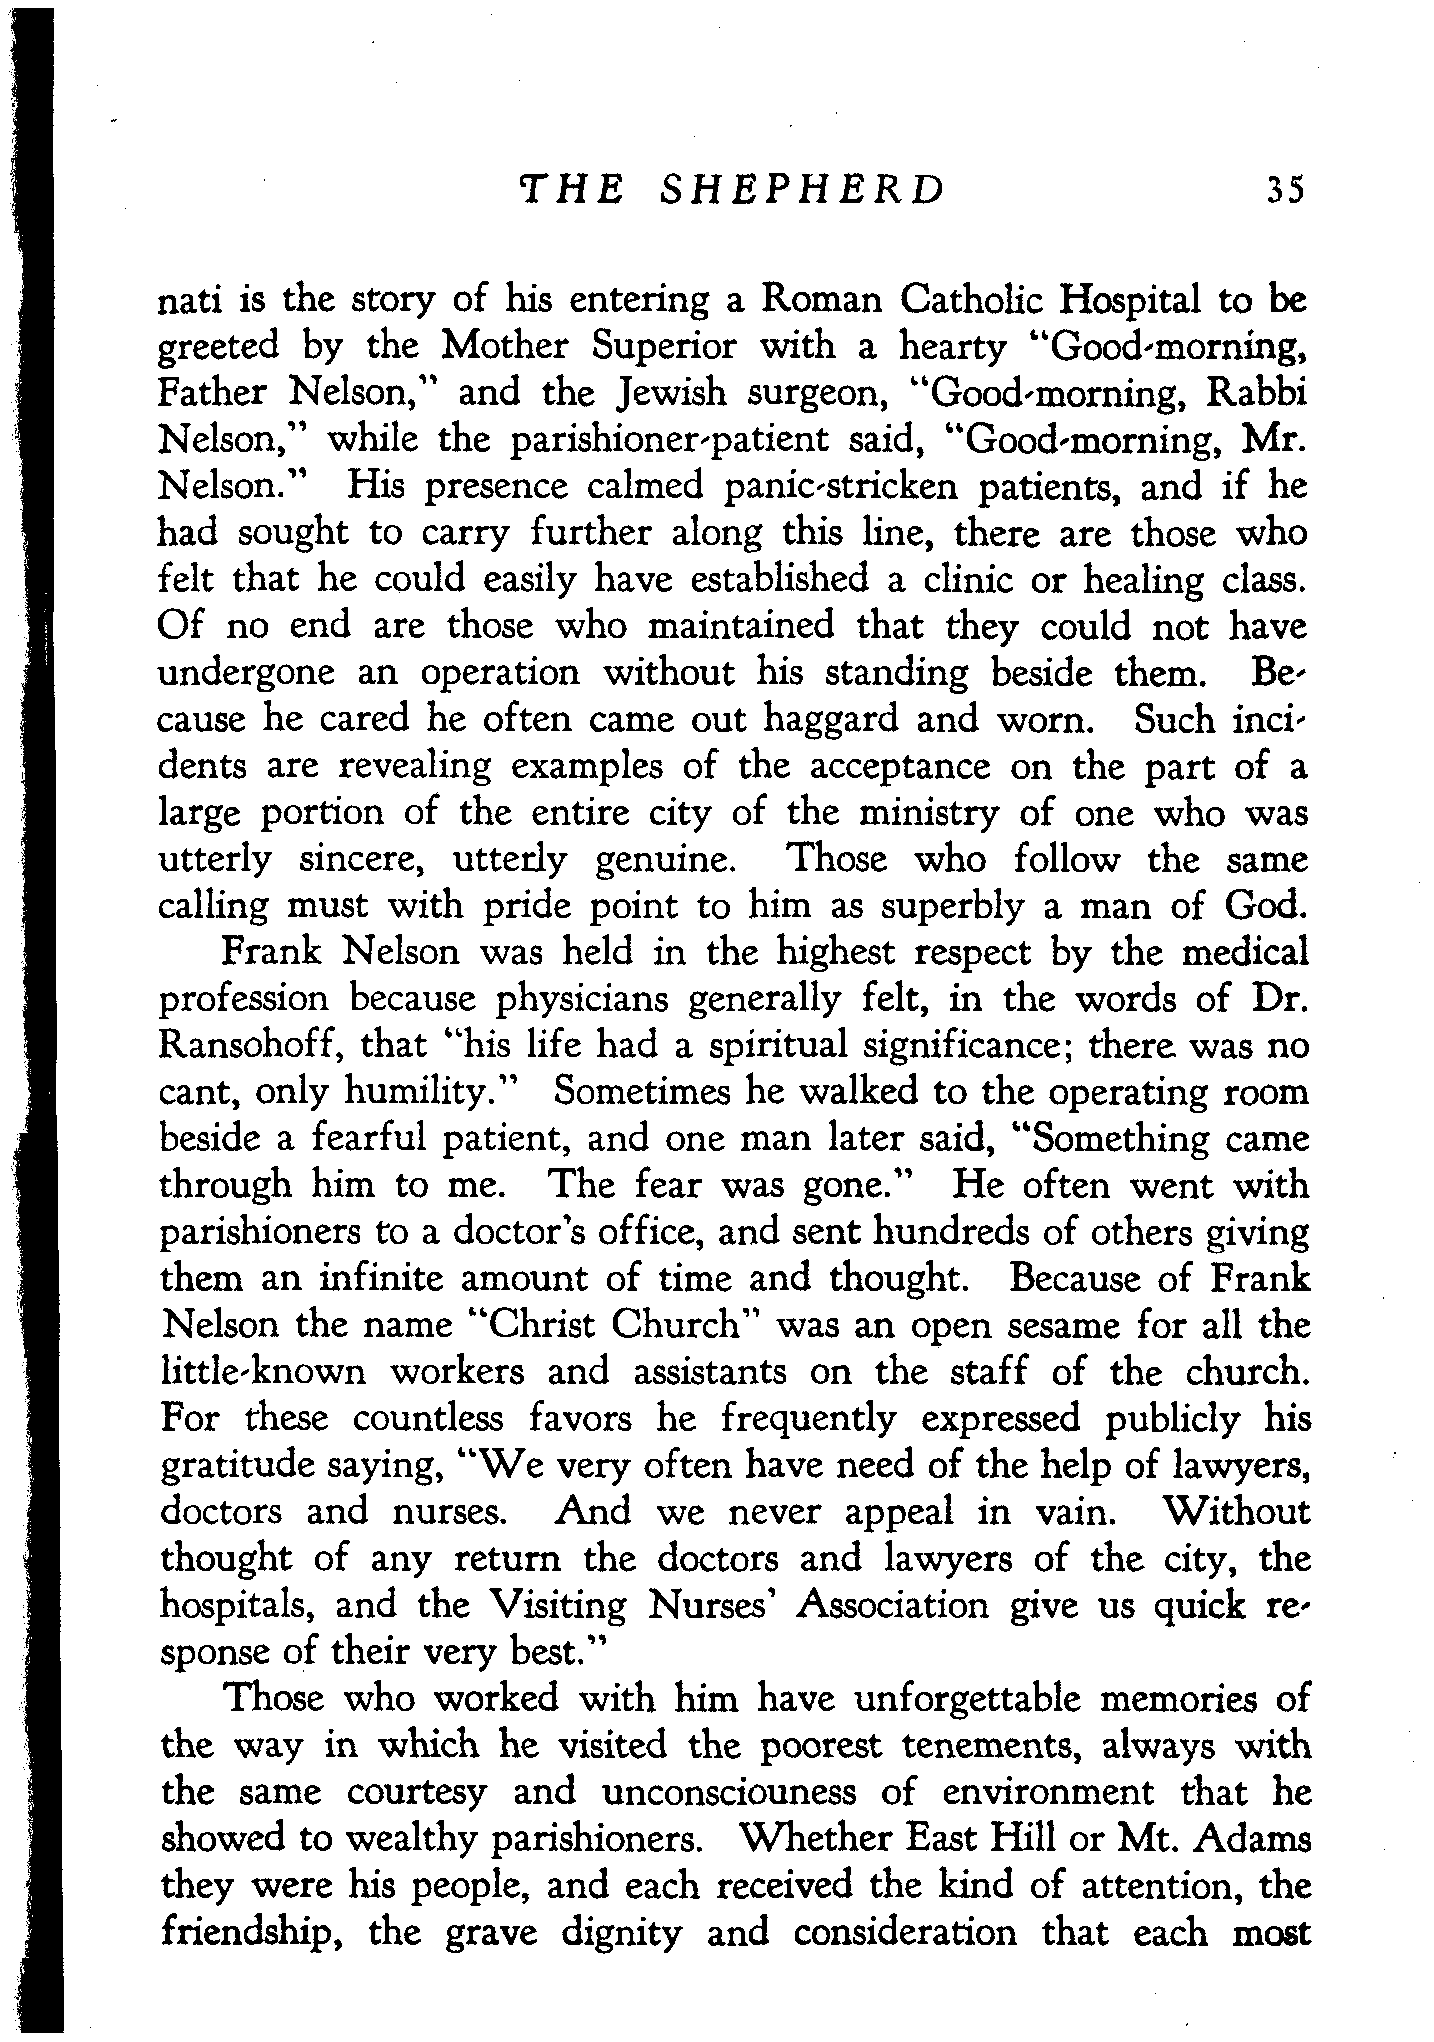 THE SHEPHERD 35
nati is the story of his entering a Roman Catholic Hospital to be
greeted by the Mother Superior with a hearty "Good-morning,
Father Nelson," and the Jewish surgeon, "Good-morning, Rabbi
Nelson," while the parishioner-patient said, "Good-morning, Mr.
Nelson." His presence calmed panic-stricken patients, and if he
had sought to carry further along this line, there are those who
felt that he could easily have established a clinic or healing class.
Of no end are those who maintained that they could not have
undergone an operation without his standing beside them. Be-
cause he cared he often came out haggard and worn. Such inci-
dents are revealing examples of the acceptance on the part of a
large portion of the entire city of the ministry of one who was
utterly sincere, utterly genuine. Those who follow the same
calling must with pride point to him as superbly a man of God.
Frank Nelson was held in the highest respect by the medical
profession because physicians generally felt, in the words of Dr.
Ransohoff, that "his life had a spiritual significance; there was no
cant, only humility." Sometimes he walked to the operating room
beside a fearful patient, and one man later said, "Something came
through him to me. The fear was gone." He often went with
parishioners to a doctor's office, and sent hundreds of others giving
them an infinite amount of time and thought. Because of Frank
Nelson the name "Christ Church" was an open sesame for all the
little-known workers and assistants on the staff of the church.
For these countless favors he frequently expressed publicly his
gratitude saying, "We very often have need of the help of lawyers,
doctors and nurses. And we never appeal in vain. Without
thought of any return the doctors and lawyers of the city, the
hospitals, and the Visiting Nurses' Association give us quick re-
sponse of their very best."
Those who worked with him have unforgettable memories of
the way in which he visited the poorest tenements, always with
the same courtesy and unconsciouness of environment that he
showed to wealthy parishioners. Whether East Hill or Mt. Adams
they were his people, and each received the kind of attention, the
friendship, the grave dignity and consideration that each most